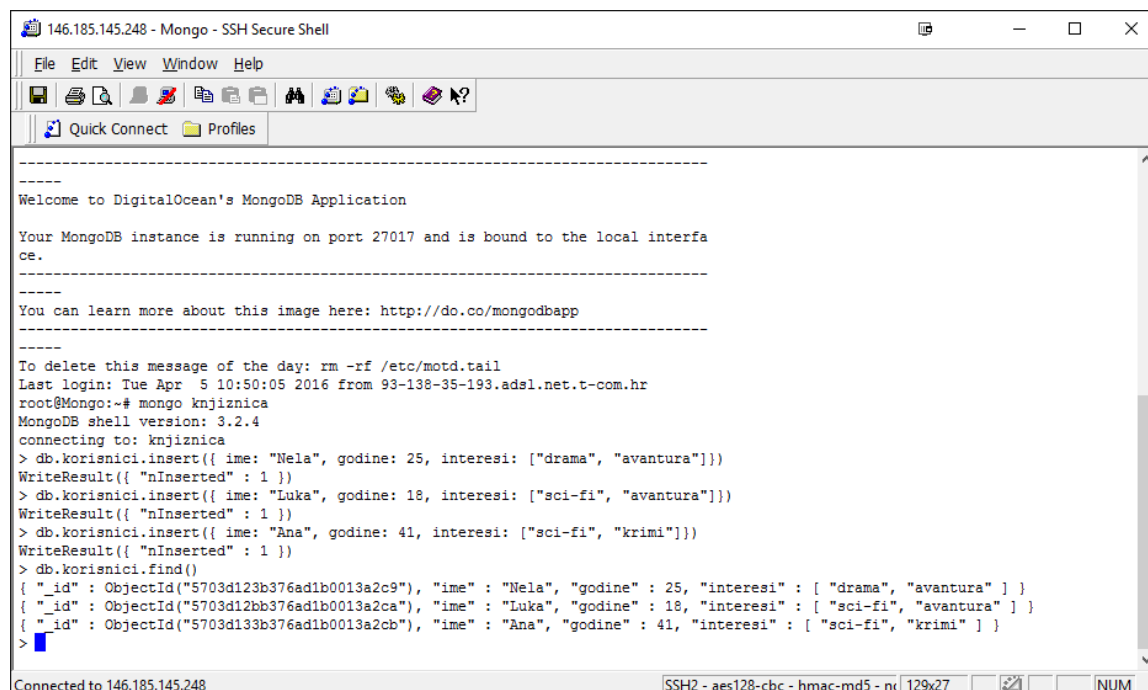 146.185.145.248 - Mongo - SSH Secure Shell
File Edit View Window Help
Quick Connect Profiles
--------------------------------------------------------------------------------
-----
Welcome to DigitalOcean's MongoDB Application
Your MongoDB instance is running on port 27017 and is bound to the local interfa
ce.
--------------------------------------------------------------------------------
-----
You can learn more about this image here: http://do.co/mongodbapp
--------------------------------------------------------------------------------
-----
To delete this message of the day: rm -rf /etc/motd.tail
Last login: Tue Apr  5 10:50:05 2016 from 93-138-35-193.adsl.net.t-com.hr
root@Mongo:~# mongo knjiznica
MongoDB shell version: 3.2.4
connecting to: knjiznica
> db.korisnici.insert({ ime: "Nela", godine: 25, interesi: ["drama", "avantura"]})
WriteResult({ "nInserted" : 1 })
> db.korisnici.insert({ ime: "Luka", godine: 18, interesi: ["sci-fi", "avantura"]})
WriteResult({ "nInserted" : 1 })
> db.korisnici.insert({ ime: "Ana", godine: 41, interesi: ["sci-fi", "krimi"]})
WriteResult({ "nInserted" : 1 })
> db.korisnici.find()
{ "_id" : ObjectId("5703d123b376ad1b0013a2c9"), "ime" : "Nela", "godine" : 25, "interesi" : [ "drama", "avantura" ] }
{ "_id" : ObjectId("5703d12bb376ad1b0013a2ca"), "ime" : "Luka", "godine" : 18, "interesi" : [ "sci-fi", "avantura" ] }
{ "_id" : ObjectId("5703d133b376ad1b0013a2cb"), "ime" : "Ana", "godine" : 41, "interesi" : [ "sci-fi", "krimi" ] }
>
Connected to 146.185.145.248 SSH2 - aes128-cbc - hmac-md5 - nc 129x27 NUM